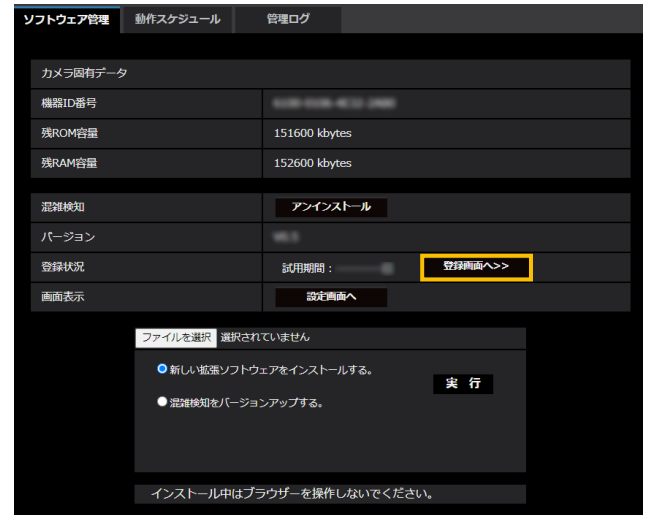 ソフトウェア管理 動作スケジュール 管理ログ
カメラ固有データ
機器ID番号
残ROM容量 151600 kbytes
残RAM容量 152600 kbytes
混雑検知 アンインストール
バージョン
登録状況 試用期間： 登録画面へ>>
画面表示 設定画面へ
ファイルを選択 選択されていません
新しい拡張ソフトウェアをインストールする。
実 行
混雑検知をバージョンアップする。
インストール中はブラウザーを操作しないでください。